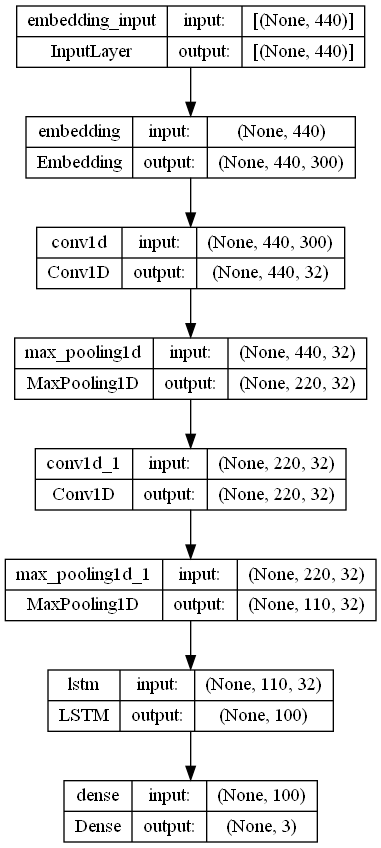 embedding_input input: [(None, 440)]
InputLayer output: [(None, 440)]
embedding input: (None, 440)
Embedding output: (None, 440, 300)
conv1d input: (None, 440, 300)
Conv1D output: (None, 440, 32)
max_pooling1d input: (None, 440, 32)
MaxPooling1D output: (None, 220, 32)
conv1d_1 input: (None, 220, 32)
Conv1D output: (None, 220, 32)
max_pooling1d_1 input: (None, 220, 32)
MaxPooling1D output: (None, 110, 32)
lstm input: (None, 110, 32)
LSTM output: (None, 100)
dense input: (None, 100)
Dense output: (None, 3)